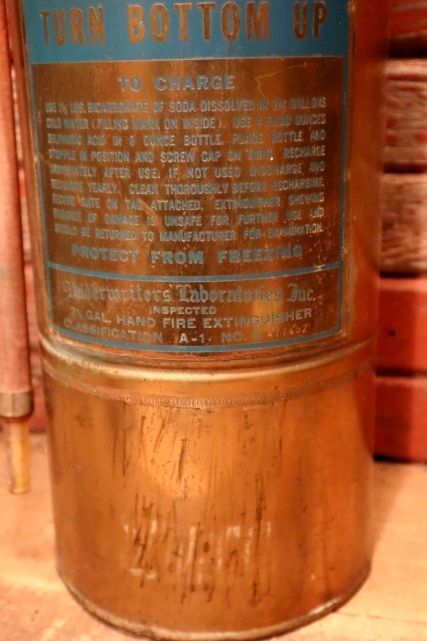 TURN BOTTOM UP
TO CHARGE
USE 1½ LBS. BICARBONATE OF SODA DISSOLVED IN 2½ GALLONS
COLD WATER (FILLING MARK ON INSIDE). USE 4 FLUID OUNCES
SULPHURIC ACID IN 8 OUNCE BOTTLE. PLACE BOTTLE AND
STOPPLE IN POSITION AND SCREW CAP ON TIGHT. RECHARGE
IMMEDIATELY AFTER USE. IF NOT USED DISCHARGE AND
RECHARGE YEARLY. CLEAN THOROUGHLY BEFORE RECHARGING.
RECORD DATE ON TAG ATTACHED. EXTINGUISHER SHOWING
EVIDENCE OF DAMAGE IS UNSAFE FOR FURTHER USE AND
SHOULD BE RETURNED TO MANUFACTURER FOR EXAMINATION.
PROTECT FROM FREEZING
Underwriters' Laboratories, Inc.
INSPECTED
2½ GAL. HAND FIRE EXTINGUISHER
CLASSIFICATION A-1. NO.